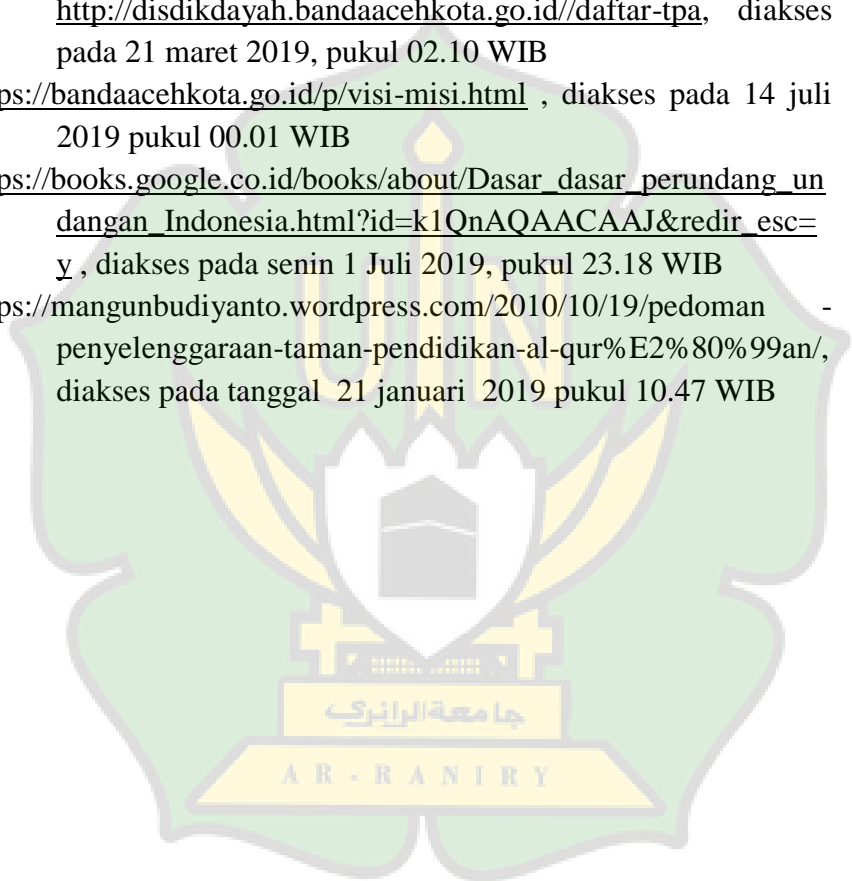 http://disdikdayah.bandaacehkota.go.id//daftar-tpa, diakses
pada 21 maret 2019, pukul 02.10 WIB
ps://bandaacehkota.go.id/p/visi-misi.html , diakses pada 14 juli
2019 pukul 00.01 WIB
ps://books.google.co.id/books/about/Dasar_dasar_perundang_un
dangan_Indonesia.html?id=k1QnAQAACAAJ&redir_esc=
y , diakses pada senin 1 Juli 2019, pukul 23.18 WIB
ps://mangunbudiyanto.wordpress.com/2010/10/19/pedoman -
penyelenggaraan-taman-pendidikan-al-qur%E2%80%99an/,
diakses pada tanggal 21 januari 2019 pukul 10.47 WIB
UIN
جامعة الرانري
AR-RANIRY